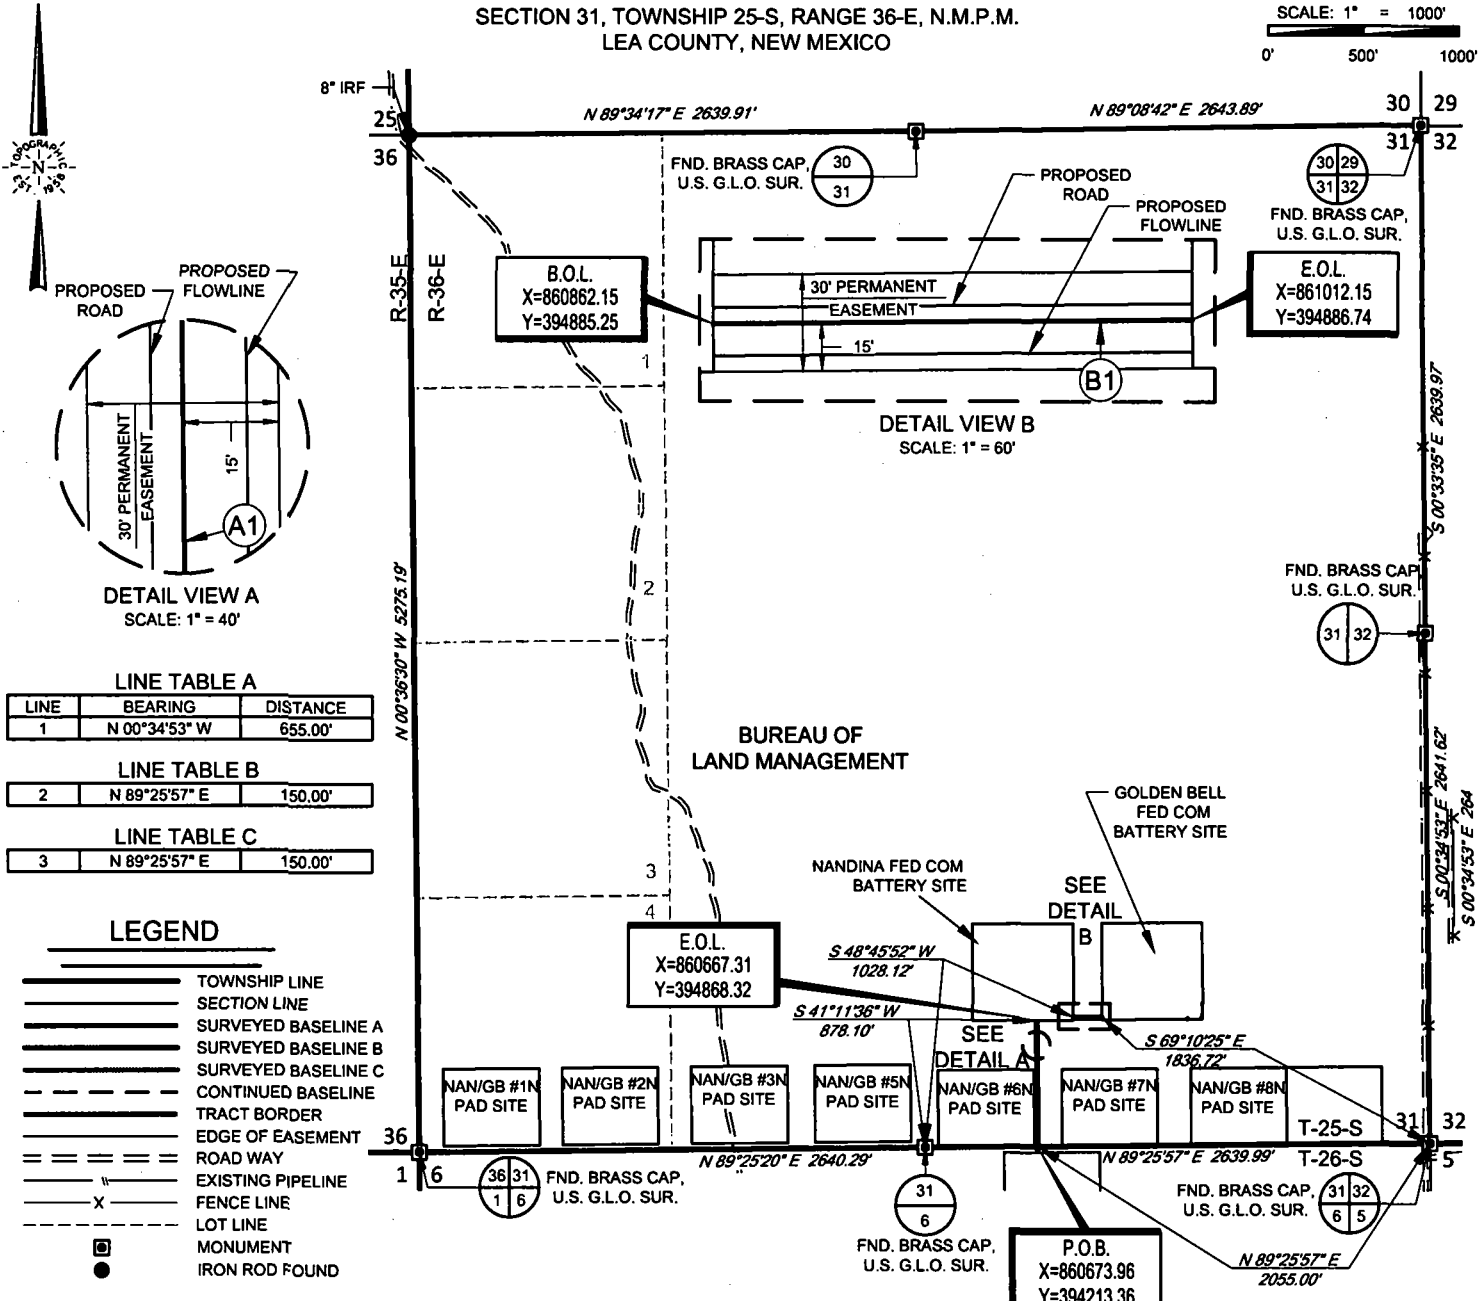 SECTION 31, TOWNSHIP 25-S, RANGE 36-E, N.M.P.M.
LEA COUNTY, NEW MEXICO
SCALE: 1" = 1000'
0' 500' 1000'
TOPOGRAPHIC
N
EST. 1958
8" IRF
25
36
N 89°34'17" E 2639.91'
N 89°08'42" E 2643.89'
30 29
31 32
FND. BRASS CAP,
U.S. G.L.O. SUR.
30
31
30 29
31 32
FND. BRASS CAP,
U.S. G.L.O. SUR.
PROPOSED
ROAD
PROPOSED
FLOWLINE
R-35-E
R-36-E
B.O.L.
X=860862.15
Y=394885.25
30' PERMANENT
EASEMENT
15'
B1
E.O.L.
X=861012.15
Y=394886.74
DETAIL VIEW B
SCALE: 1" = 60'
PROPOSED
ROAD
PROPOSED
FLOWLINE
30' PERMANENT
EASEMENT
15'
A1
DETAIL VIEW A
SCALE: 1" = 40'
1
2
3
4
N 00°36'30" W 5275.19'
S 00°33'35" E 2639.97'
FND. BRASS CAP
U.S. G.L.O. SUR.
31 32
LINE TABLE A
LINE BEARING DISTANCE
1 N 00°34'53" W 655.00'
LINE TABLE B
2 N 89°25'57" E 150.00'
LINE TABLE C
3 N 89°25'57" E 150.00'
BUREAU OF
LAND MANAGEMENT
S 00°34'53" E 2641.62'
S 00°34'53" E 264
GOLDEN BELL
FED COM
BATTERY SITE
NANDINA FED COM
BATTERY SITE
SEE
DETAIL
B
E.O.L.
X=860667.31
Y=394868.32
S 48°45'52" W
1028.12'
S 41°11'36" W
878.10'
SEE
DETAIL A
S 69°10'25" E
1836.72'
LEGEND
TOWNSHIP LINE
SECTION LINE
SURVEYED BASELINE A
SURVEYED BASELINE B
SURVEYED BASELINE C
CONTINUED BASELINE
TRACT BORDER
EDGE OF EASEMENT
ROAD WAY
EXISTING PIPELINE
FENCE LINE
LOT LINE
MONUMENT
IRON ROD FOUND
NAN/GB #1N
PAD SITE
NAN/GB #2N
PAD SITE
NAN/GB #3N
PAD SITE
NAN/GB #5N
PAD SITE
NAN/GB #6N
PAD SITE
NAN/GB #7N
PAD SITE
NAN/GB #8N
PAD SITE
T-25-S
T-26-S
36
1 6
31 32
5
N 89°25'20" E 2640.29'
N 89°25'57" E 2639.99'
36 31
1 6
FND. BRASS CAP,
U.S. G.L.O. SUR.
31
6
FND. BRASS CAP,
U.S. G.L.O. SUR.
FND. BRASS CAP,
U.S. G.L.O. SUR.
31 32
6 5
P.O.B.
X=860673.96
Y=394213.36
N 89°25'57" E
2055.00'